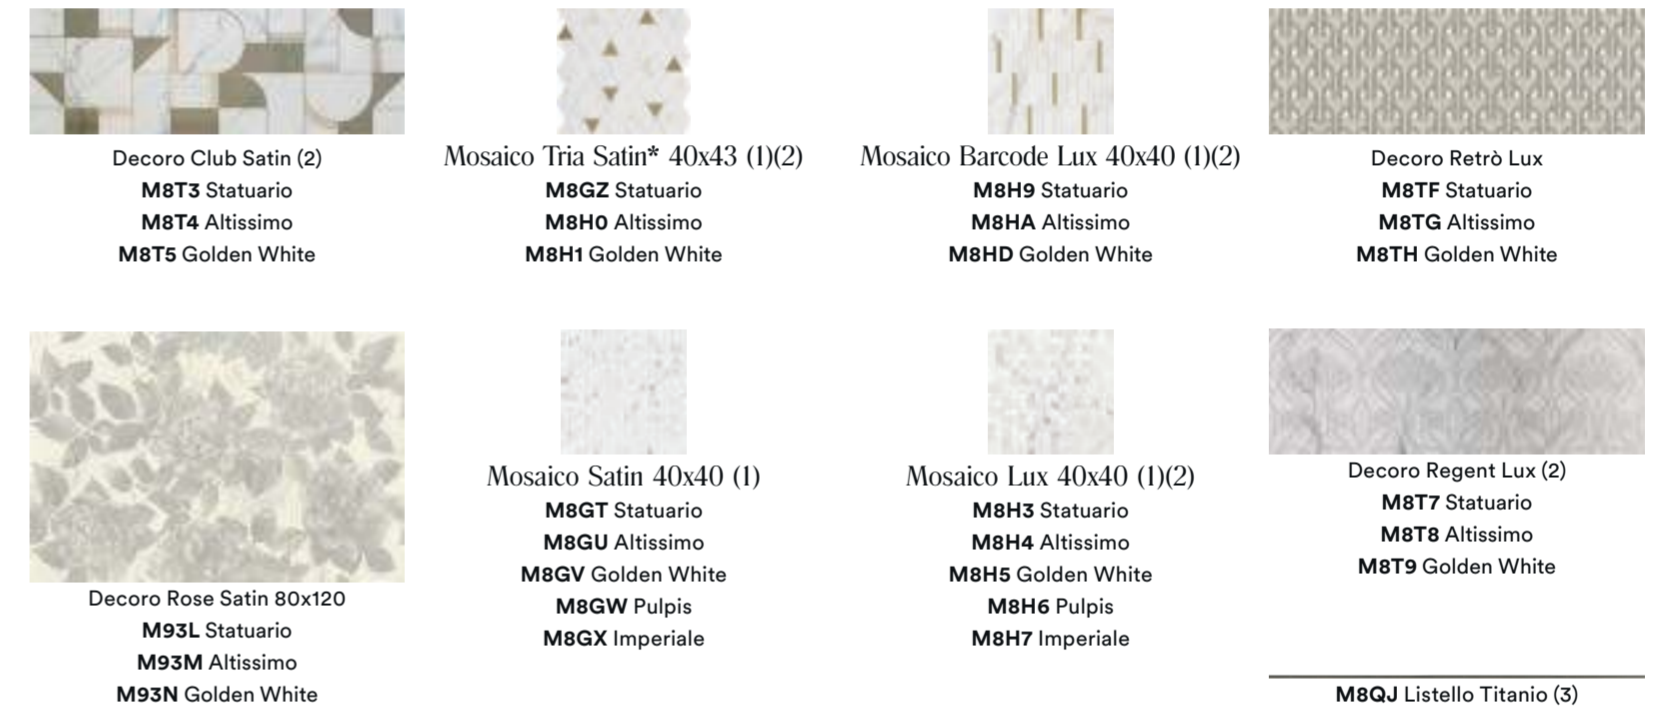 Decoro Club Satin (2)
M8T3 Statuario
M8T4 Altissimo
M8T5 Golden White
Mosaico Tria Satin* 40x43 (1)(2)
M8GZ Statuario
M8H0 Altissimo
M8H1 Golden White
Mosaico Barcode Lux 40x40 (1)(2)
M8H9 Statuario
M8HA Altissimo
M8HD Golden White
Decoro Retrò Lux
M8TF Statuario
M8TG Altissimo
M8TH Golden White
Decoro Rose Satin 80x120
M93L Statuario
M93M Altissimo
M93N Golden White
Mosaico Satin 40x40 (1)
M8GT Statuario
M8GU Altissimo
M8GV Golden White
M8GW Pulpis
M8GX Imperiale
Mosaico Lux 40x40 (1)(2)
M8H3 Statuario
M8H4 Altissimo
M8H5 Golden White
M8H6 Pulpis
M8H7 Imperiale
Decoro Regent Lux (2)
M8T7 Statuario
M8T8 Altissimo
M8T9 Golden White
M8QJ Listello Titanio (3)